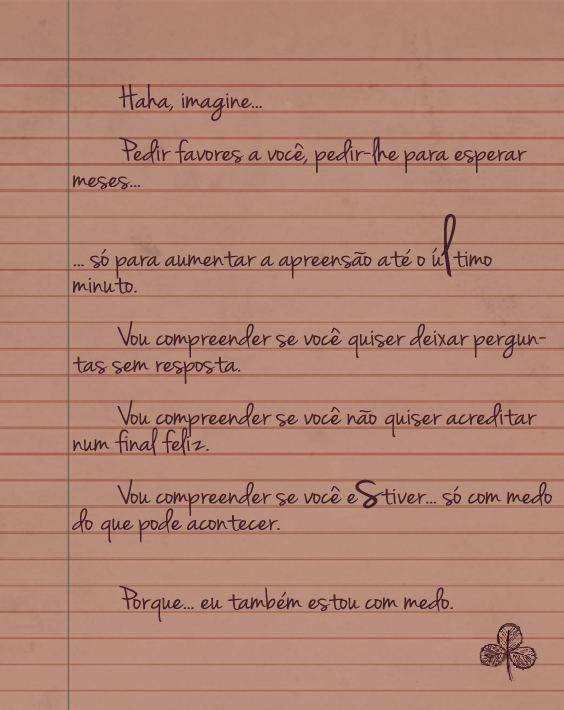 Haha, imagine...
Pedir favores a você, pedir-lhe para esperar
meses...
... só para aumentar a apreensão até o último
minuto.
Vou compreender se você quiser deixar pergun-
tas sem resposta.
Vou compreender se você não quiser acreditar
num final feliz.
Vou compreender se você eStiver... só com medo
do que pode acontecer.
Porque... eu também estou com medo.